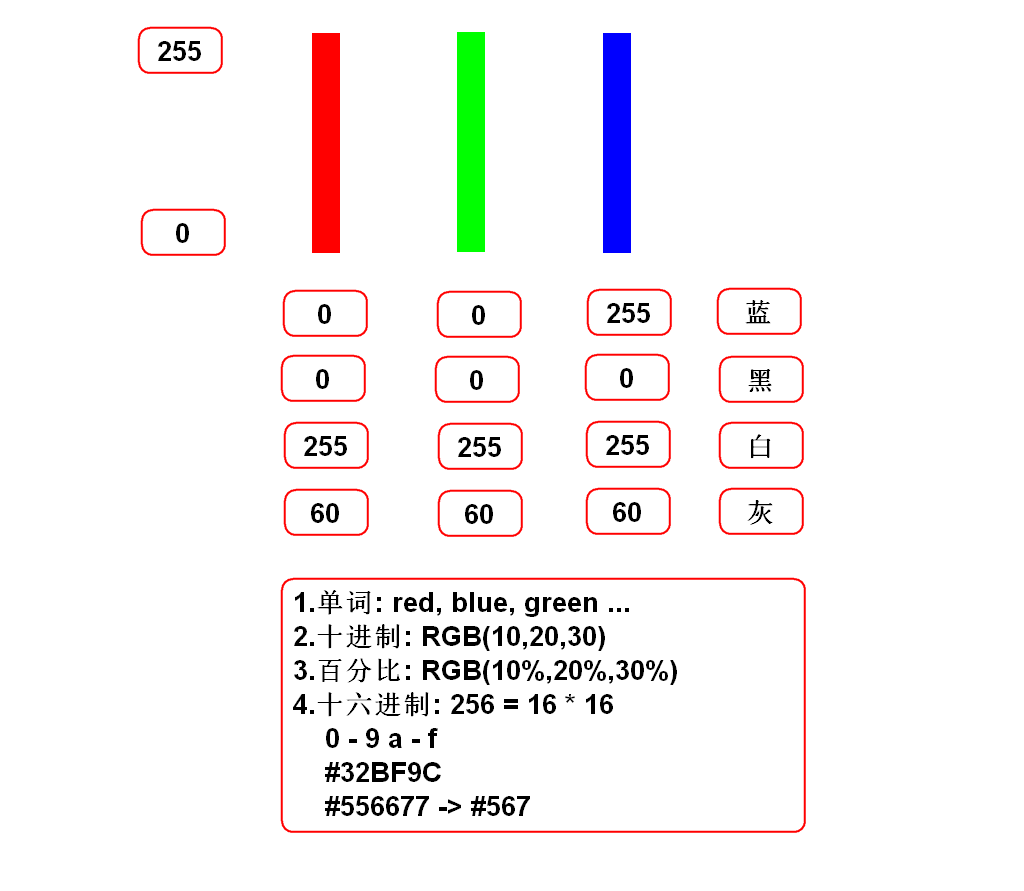 255
0
0 0 255 蓝
0 0 0 黑
255 255 255 白
60 60 60 灰
1.单词: red, blue, green ...
2.十进制: RGB(10,20,30)
3.百分比: RGB(10%,20%,30%)
4.十六进制: 256 = 16 * 16
0 - 9 a - f
#32BF9C
#556677 -> #567